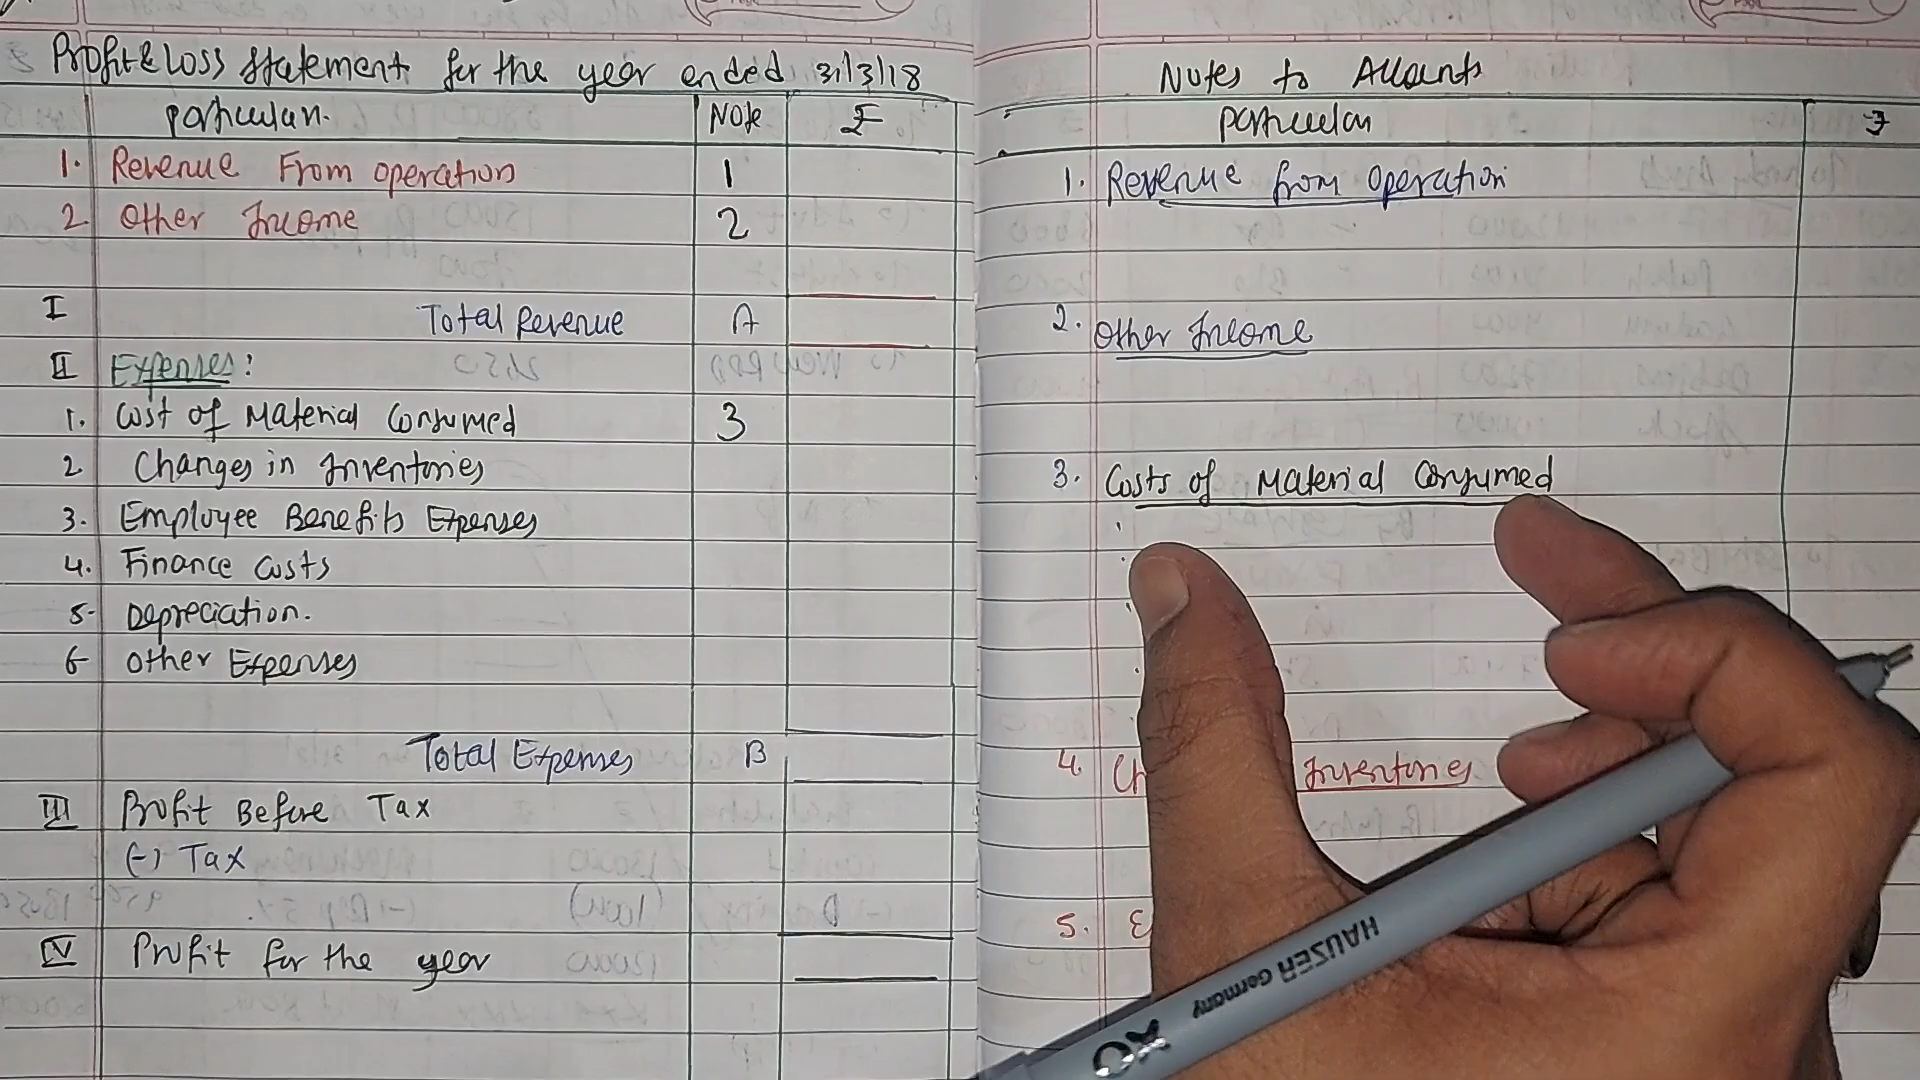 Profit & Loss Statement for the year ended 31/3/18
Particulars. Note ₹
1. Revenue From operation 1
2 Other Income 2
I Total Revenue A
II Expenses:
1. Cost of Material Consumed 3
2 Changes in Inventories
3. Employee Benefits Expenses
4. Finance Costs
5- Depreciation.
6- Other Expenses
Total Expenses B
III Profit Before Tax
(-) Tax
IV Profit for the year
Notes to Accounts
Particulars ₹
1. Revenue from Operation
2. Other Income
3. Costs of Material Consumed
4. Ch Inventories
5. E
HAUSER Germany
XO